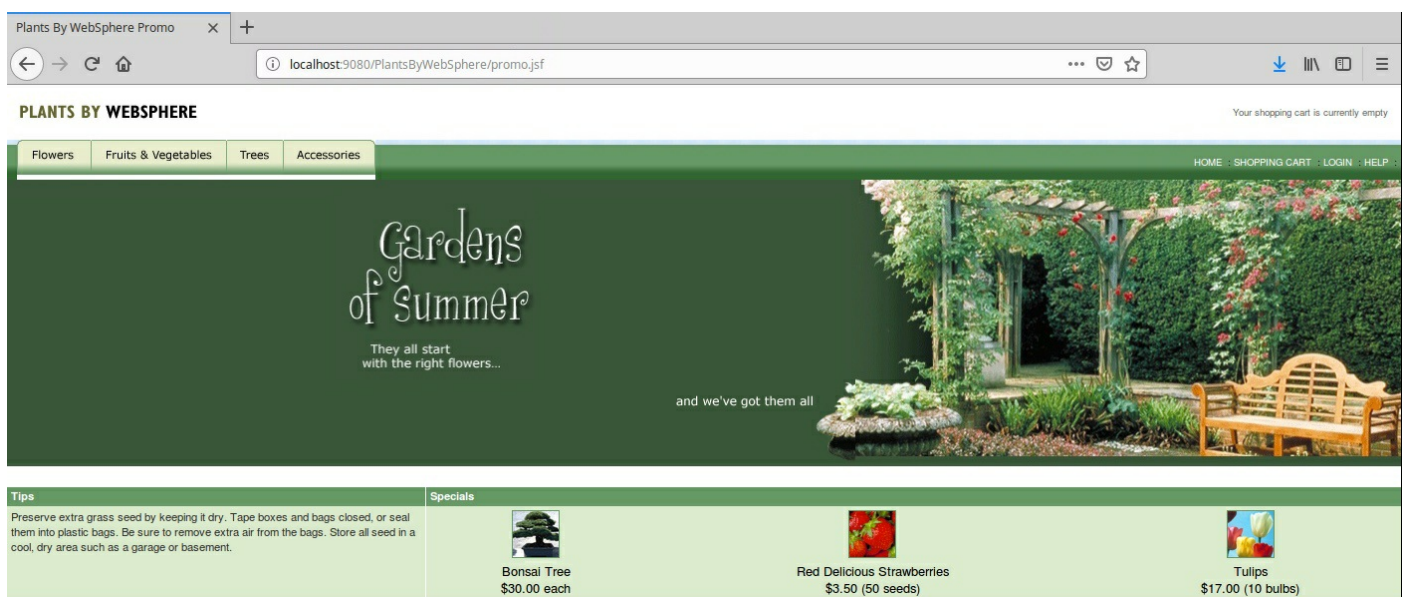 Plants By WebSphere Promo
localhost:9080/PlantsByWebSphere/promo.jsf
PLANTS BY WEBSPHERE
Your shopping cart is currently empty
Flowers
Fruits & Vegetables
Trees
Accessories
HOME : SHOPPING CART : LOGIN : HELP :
Gardens
of Summer
They all start
with the right flowers...
and we've got them all
Tips
Preserve extra grass seed by keeping it dry. Tape boxes and bags closed, or seal
them into plastic bags. Be sure to remove extra air from the bags. Store all seed in a
cool, dry area such as a garage or basement.
Specials
Bonsai Tree
$30.00 each
Red Delicious Strawberries
$3.50 (50 seeds)
Tulips
$17.00 (10 bulbs)